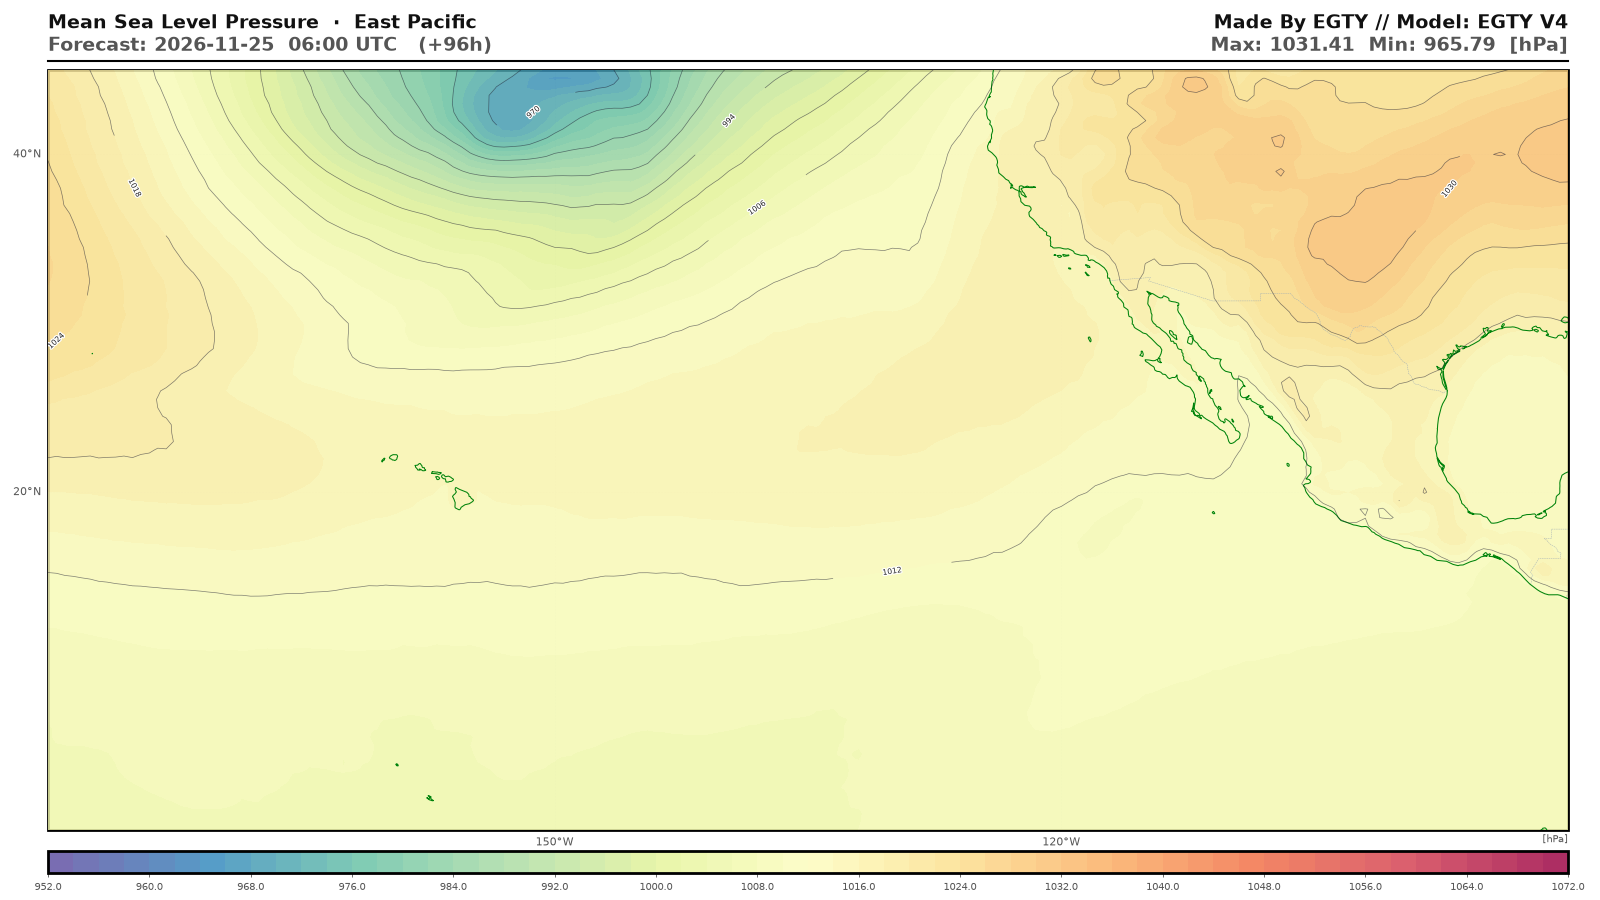 Mean Sea Level Pressure · East Pacific
Made By EGTY // Model: EGTY V4
Forecast: 2026-11-25 06:00 UTC (+96h)
Max: 1031.41 Min: 965.79 [hPa]
970
994
40°N
1018
1030
1006
1024
20°N
1012
150°W
120°W
[hPa]
952.0
960.0
968.0
976.0
984.0
992.0
1000.0
1008.0
1016.0
1024.0
1032.0
1040.0
1048.0
1056.0
1064.0
1072.0